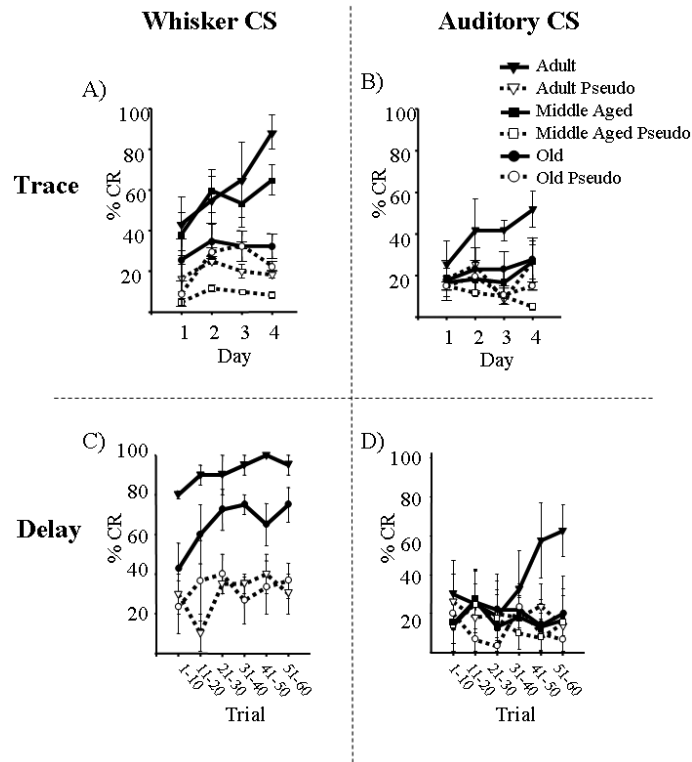 Whisker CS
Auditory CS
Adult
Adult Pseudo
Middle Aged
Middle Aged Pseudo
Old
Old Pseudo
Trace
A)
100
80
60
40
20
% CR
1 2 3 4
Day
B)
100
80
60
40
20
% CR
1 2 3 4
Day
Delay
C)
100
80
60
40
20
% CR
1-10 11-20 21-30 31-40 41-50 51-60
Trial
D)
100
80
60
40
20
% CR
1-10 11-20 21-30 31-40 41-50 51-60
Trial